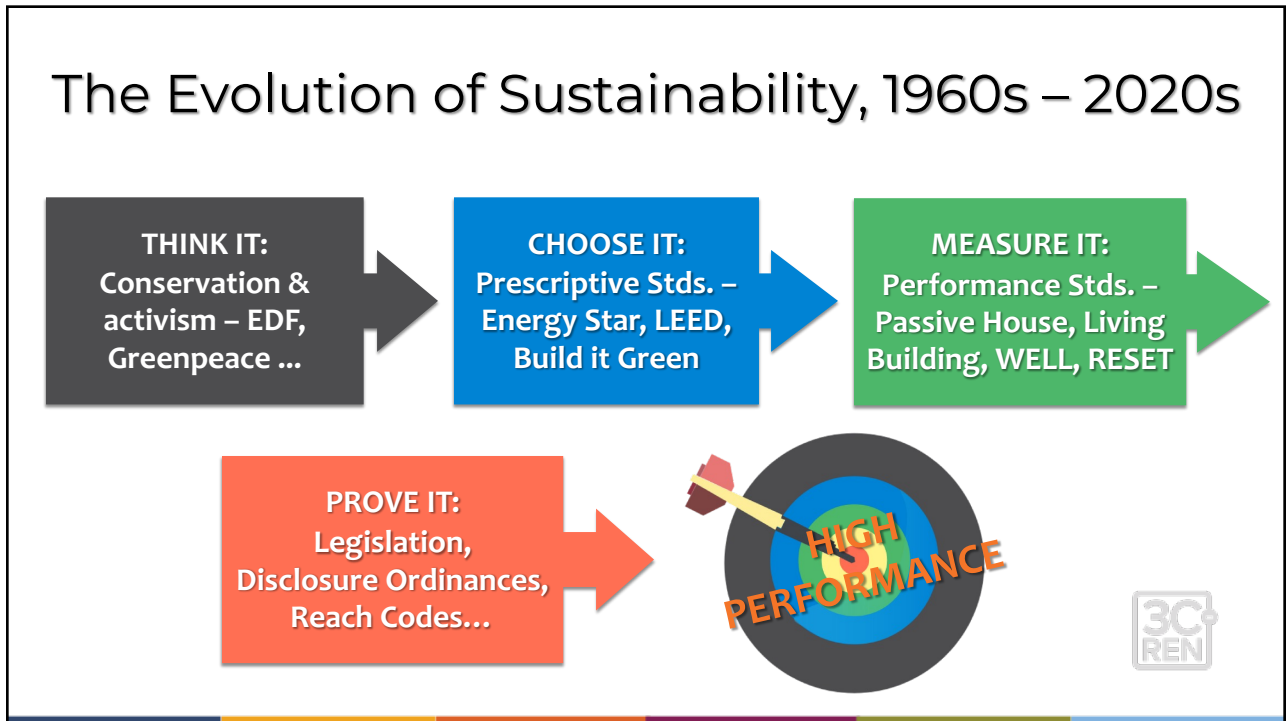 The Evolution of Sustainability, 1960s – 2020s
THINK IT:
Conservation &
activism – EDF,
Greenpeace ...
CHOOSE IT:
Prescriptive Stds. –
Energy Star, LEED,
Build it Green
MEASURE IT:
Performance Stds. –
Passive House, Living
Building, WELL, RESET
PROVE IT:
Legislation,
Disclosure Ordinances,
Reach Codes...
HIGH
PERFORMANCE
3C
REN